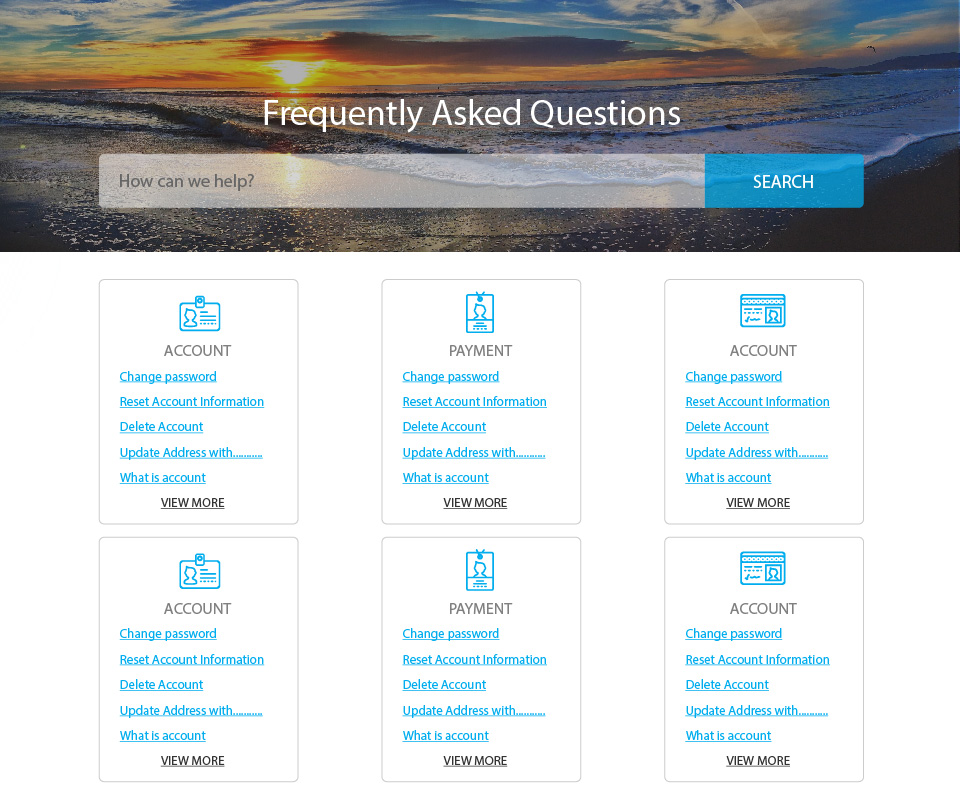 Frequently Asked Questions
How can we help?
SEARCH
ACCOUNT
Change password
Reset Account Information
Delete Account
Update Address with...........
What is account
VIEW MORE
PAYMENT
Change password
Reset Account Information
Delete Account
Update Address with...........
What is account
VIEW MORE
ACCOUNT
Change password
Reset Account Information
Delete Account
Update Address with...........
What is account
VIEW MORE
ACCOUNT
Change password
Reset Account Information
Delete Account
Update Address with...........
What is account
VIEW MORE
PAYMENT
Change password
Reset Account Information
Delete Account
Update Address with...........
What is account
VIEW MORE
ACCOUNT
Change password
Reset Account Information
Delete Account
Update Address with...........
What is account
VIEW MORE